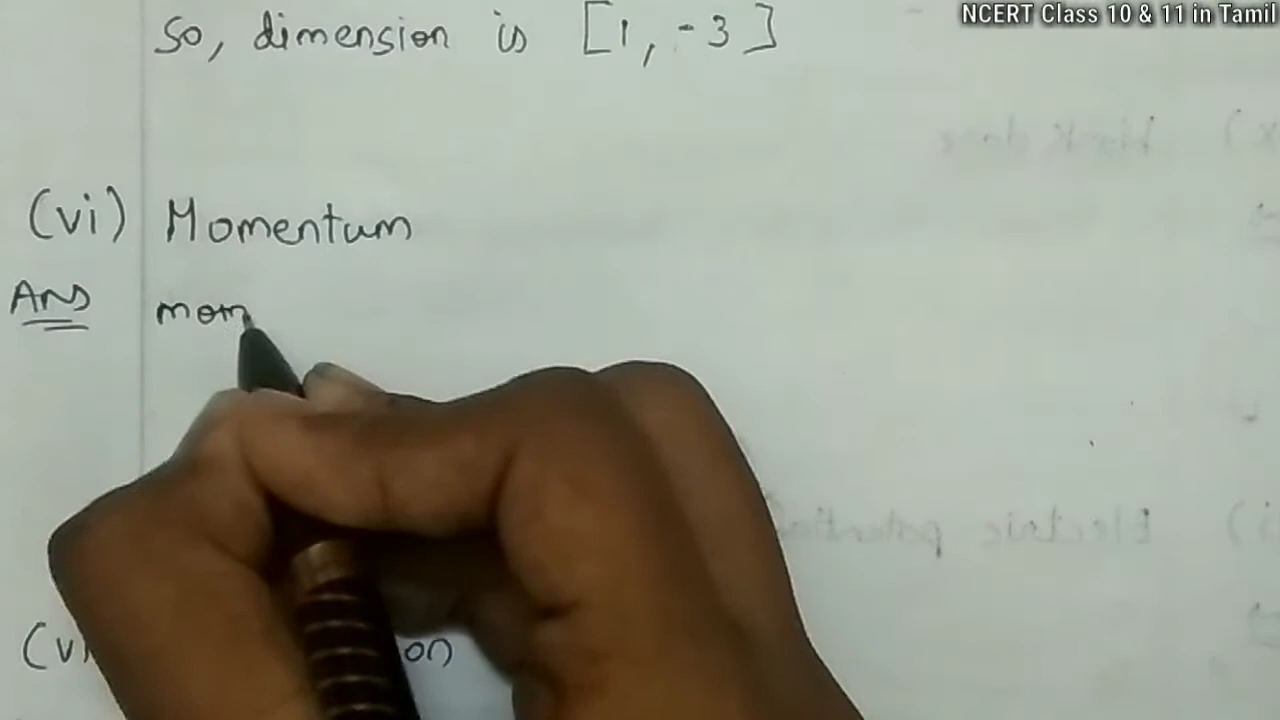 NCERT Class 10 & 11 in Tamil
So, dimension is [1, -3]
(vi) Momentum
Ans mom